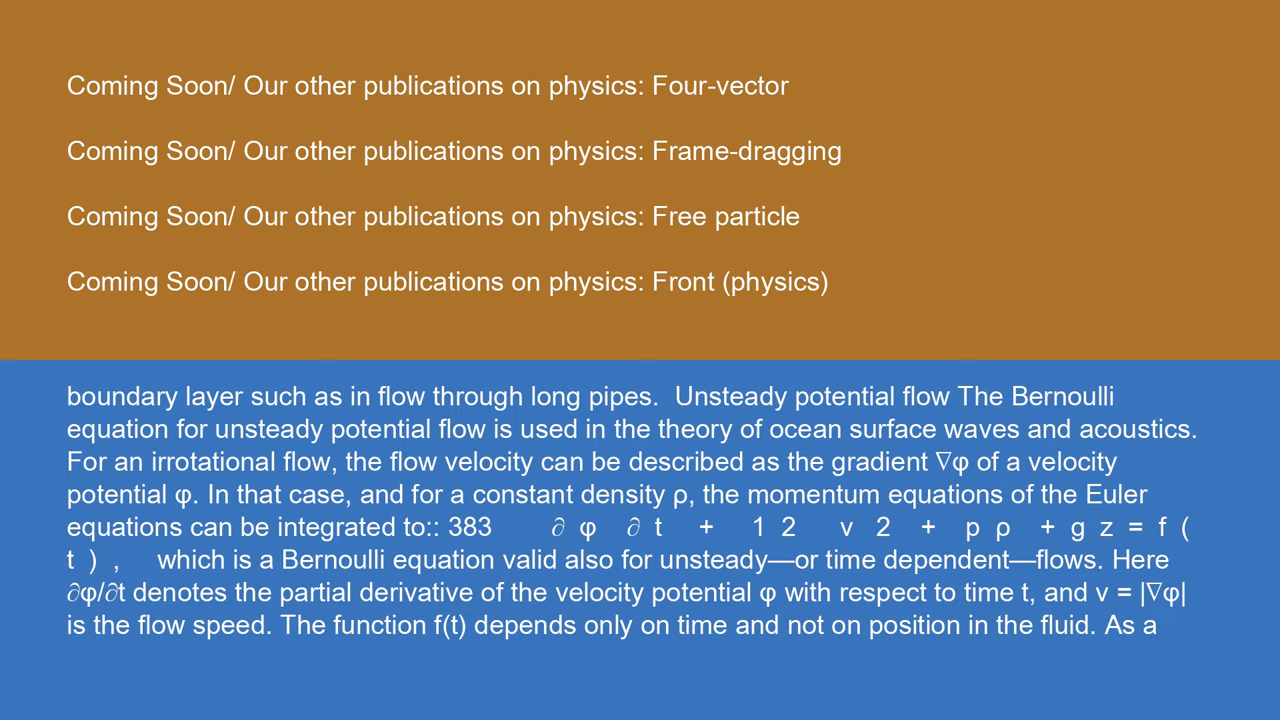 Coming Soon/ Our other publications on physics: Four-vector
Coming Soon/ Our other publications on physics: Frame-dragging
Coming Soon/ Our other publications on physics: Free particle
Coming Soon/ Our other publications on physics: Front (physics)
boundary layer such as in flow through long pipes.  Unsteady potential flow The Bernoulli
equation for unsteady potential flow is used in the theory of ocean surface waves and acoustics.
For an irrotational flow, the flow velocity can be described as the gradient ∇φ of a velocity
potential φ. In that case, and for a constant density ρ, the momentum equations of the Euler
equations can be integrated to:: 383 ∂ φ ∂ t + 1 2 v 2 + p ρ + g z = f (
t ) , which is a Bernoulli equation valid also for unsteady—or time dependent—flows. Here
∂φ/∂t denotes the partial derivative of the velocity potential φ with respect to time t, and v = |∇φ|
is the flow speed. The function f(t) depends only on time and not on position in the fluid. As a